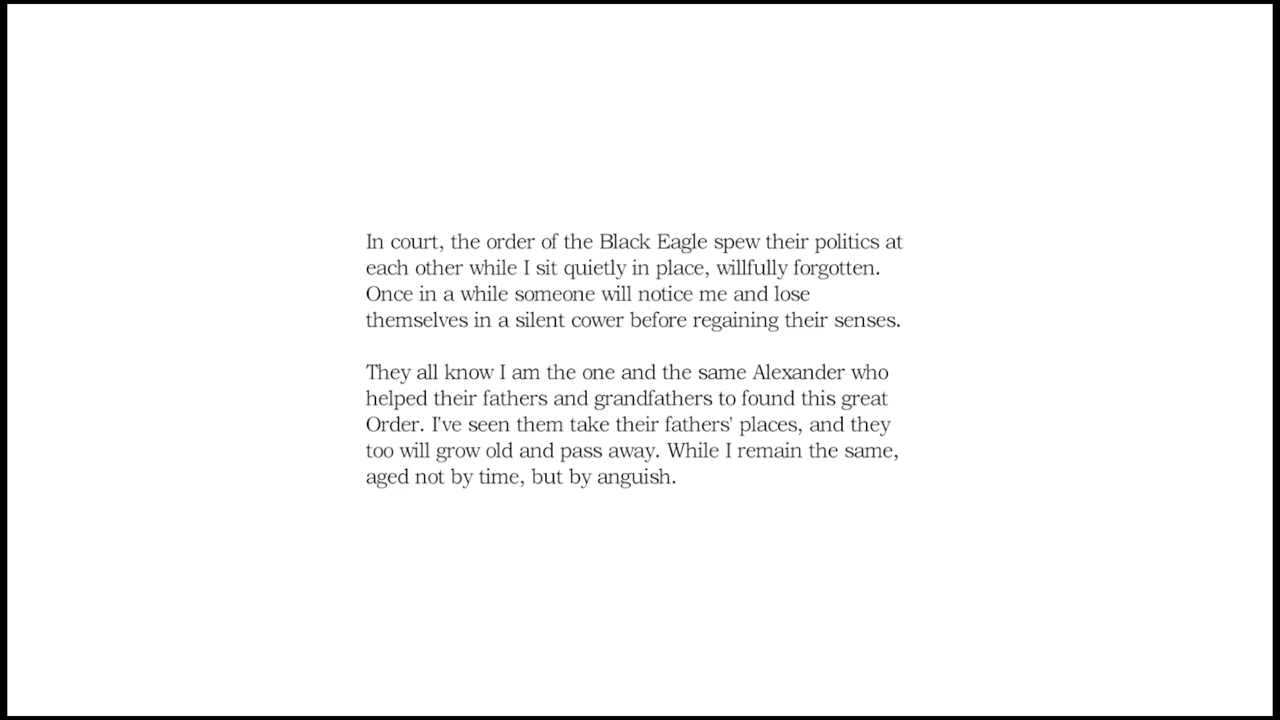 In court, the order of the Black Eagle spew their politics at
each other while I sit quietly in place, willfully forgotten.
Once in a while someone will notice me and lose
themselves in a silent cower before regaining their senses.
They all know I am the one and the same Alexander who
helped their fathers and grandfathers to found this great
Order. I've seen them take their fathers' places, and they
too will grow old and pass away. While I remain the same,
aged not by time, but by anguish.